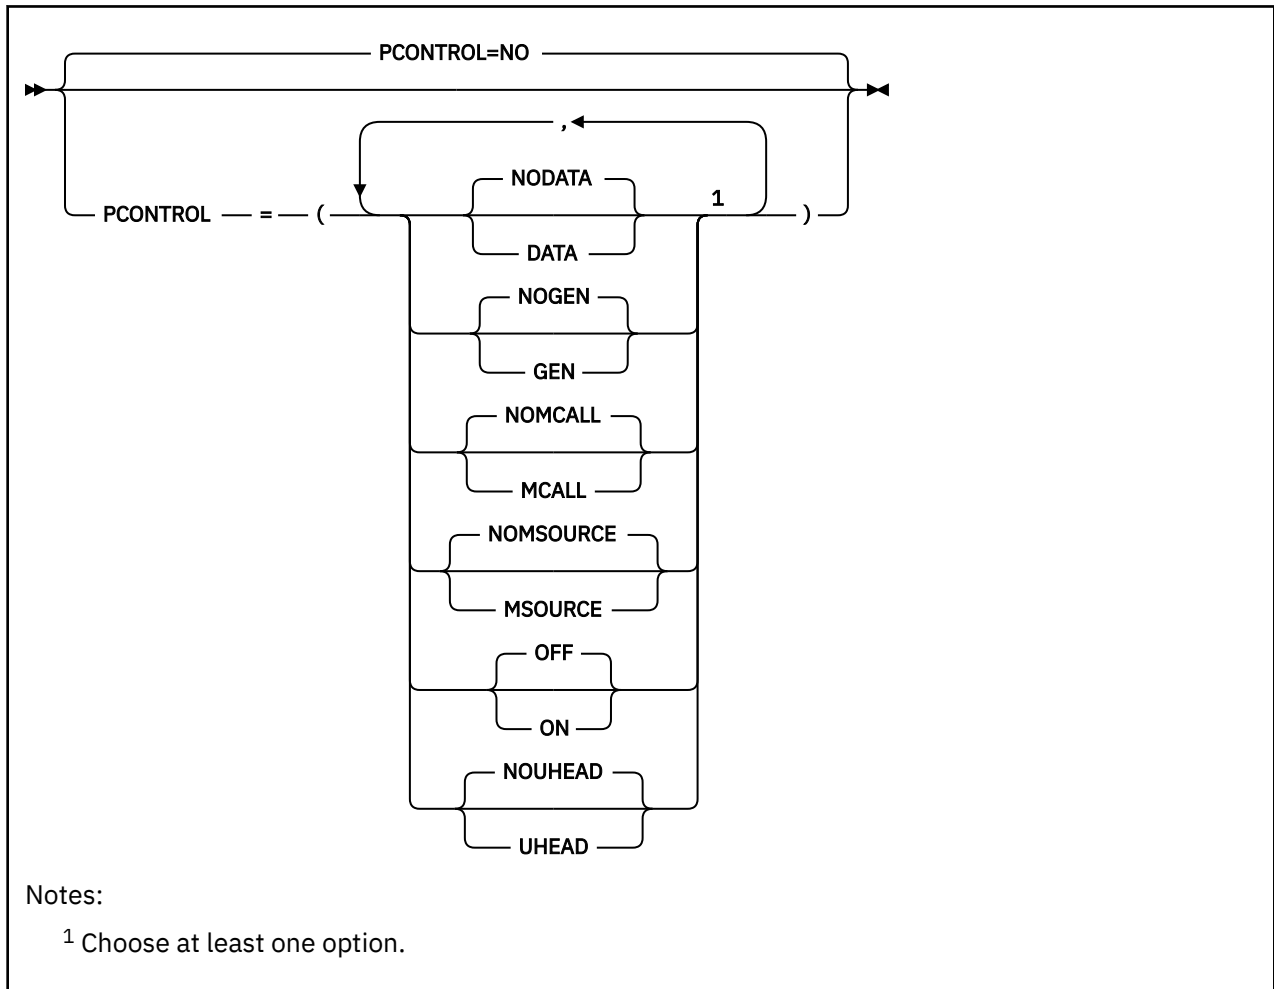 PCONTROL=NO
,
NODATA
1
PCONTROL = ( )
DATA
NOGEN
GEN
NOMCALL
MCALL
NOMSOURCE
MSOURCE
OFF
ON
NOUHEAD
UHEAD
Notes:
1 Choose at least one option.